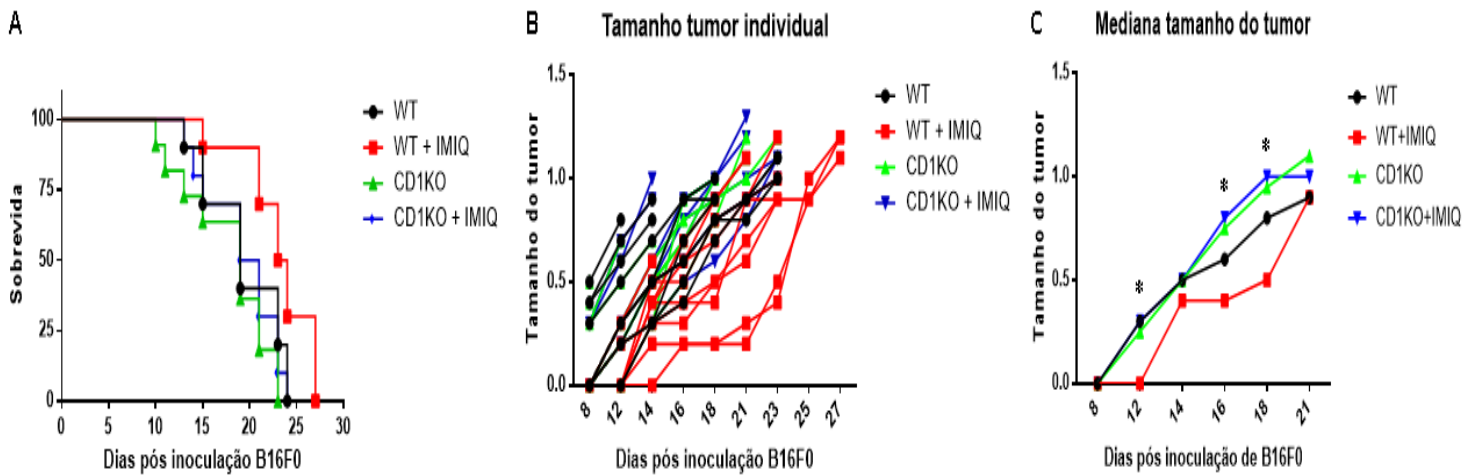 A
Sobrevida
100
75
50
25
0
0 5 10 15 20 25 30
Dias pós inoculação B16F0
WT
WT + IMIQ
CD1KO
CD1KO + IMIQ
B
Tamanho tumor individual
Tamanho do tumor
1.5
1.0
0.5
0.0
8 12 14 16 18 21 23 25 27
Dias pós inoculação B16F0
WT
WT + IMIQ
CD1KO
CD1KO + IMIQ
C
Mediana tamanho do tumor
Tamanho do tumor
1.5
1.0
0.5
0.0
* * *
8 12 14 16 18 21
Dias pós inoculação de B16F0
WT
WT+IMIQ
CD1KO
CD1KO+IMIQ